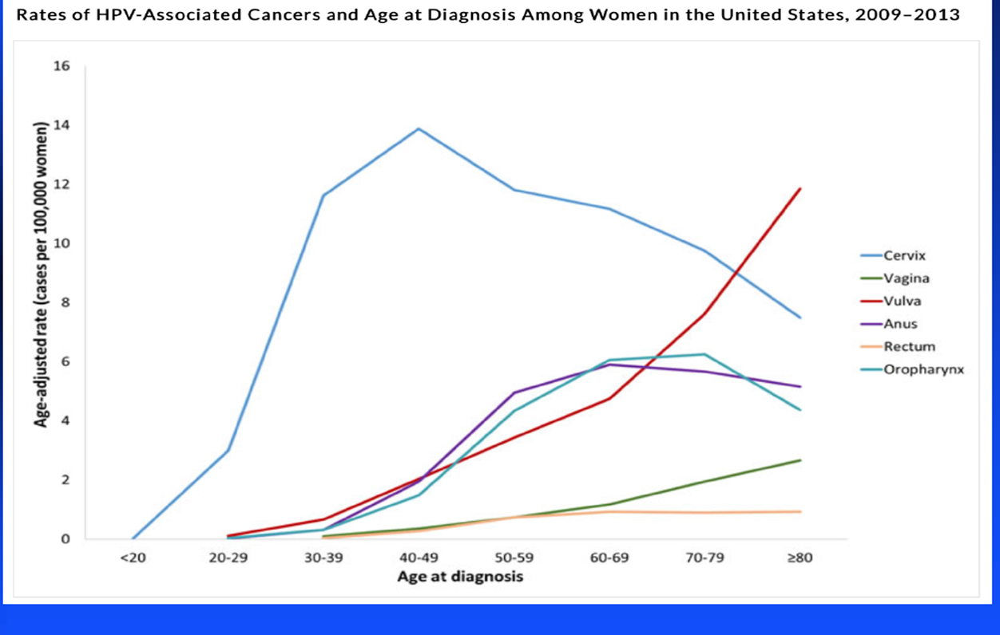 Rates of HPV-Associated Cancers and Age at Diagnosis Among Women in the United States, 2009–2013
16
14
12
10
8
6
4
2
0
Age-adjusted rate (cases per 100,000 women)
<20 20-29 30-39 40-49 50-59 60-69 70-79 ≥80
Age at diagnosis
Cervix
Vagina
Vulva
Anus
Rectum
Oropharynx